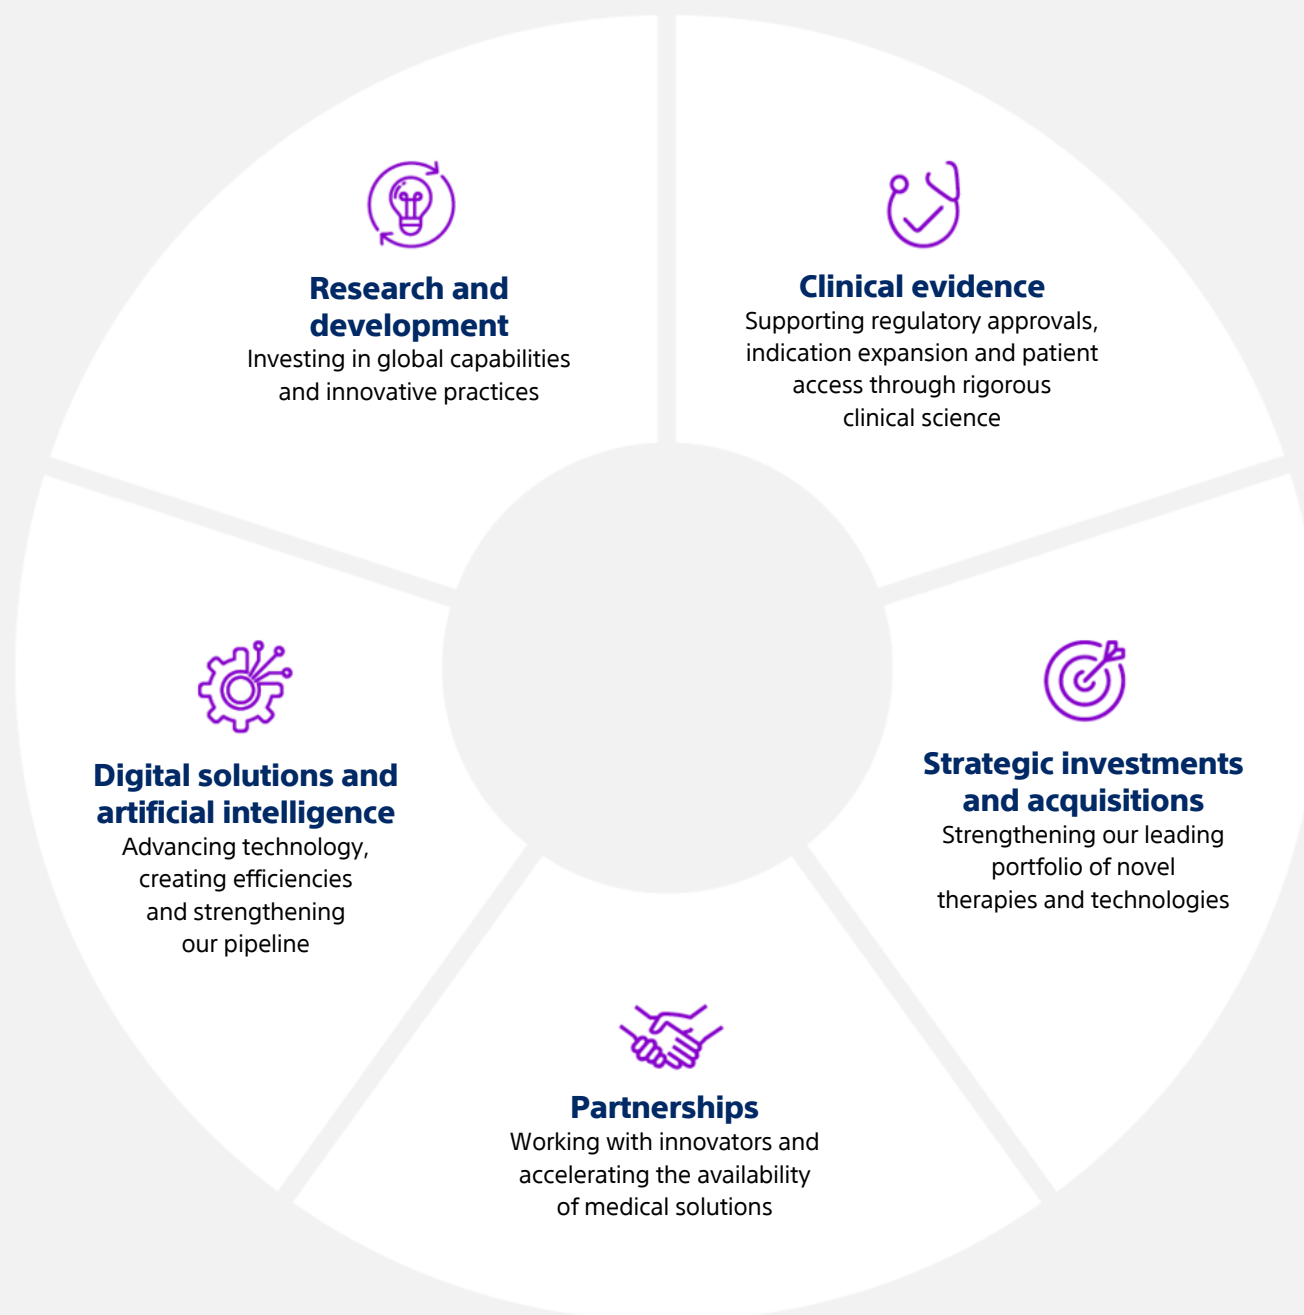 Research and
development
Investing in global capabilities
and innovative practices
Clinical evidence
Supporting regulatory approvals,
indication expansion and patient
access through rigorous
clinical science
Digital solutions and
artificial intelligence
Advancing technology,
creating efficiencies
and strengthening
our pipeline
Strategic investments
and acquisitions
Strengthening our leading
portfolio of novel
therapies and technologies
Partnerships
Working with innovators and
accelerating the availability
of medical solutions